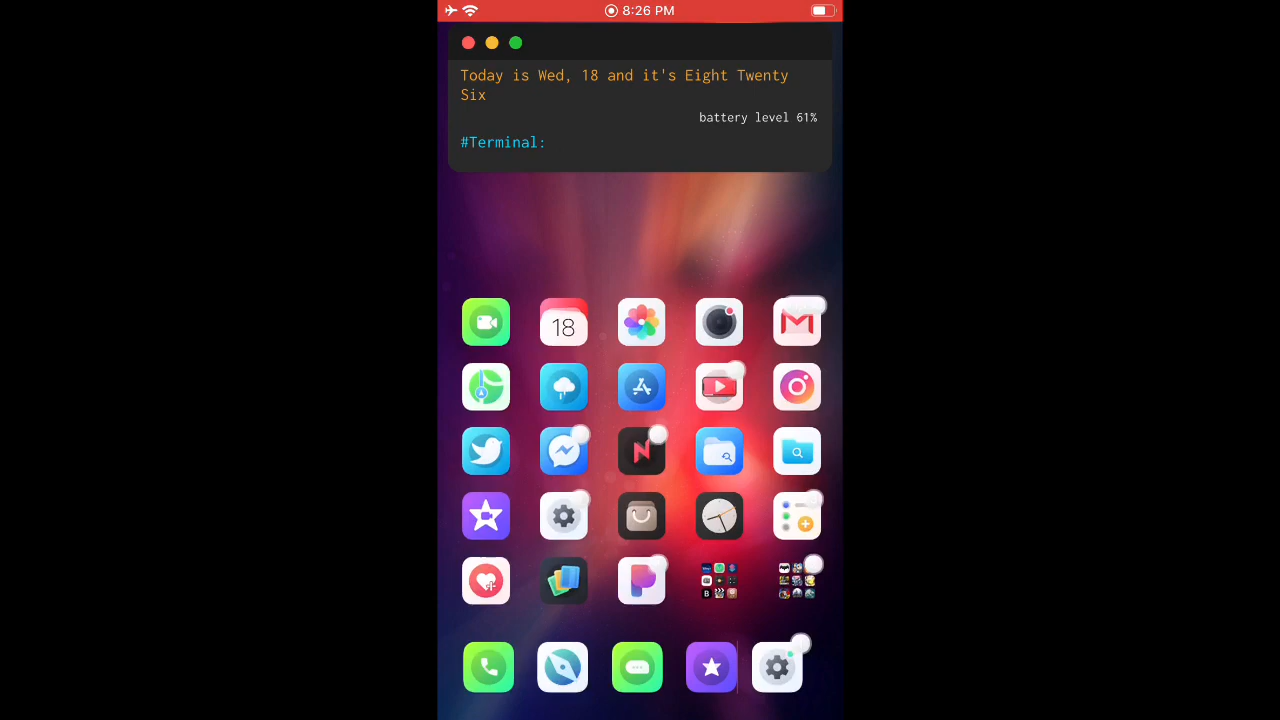 8:26 PM
Today is Wed, 18 and it's Eight Twenty
Six
battery level 61%
#Terminal:
18